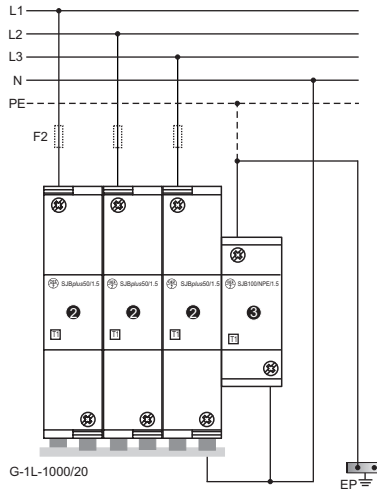 L1
L2
L3
N
PE
F2
SJBplus50/1.5 SJBplus50/1.5 SJBplus50/1.5 SJB100/NPE/1.5
2 2 2 3
T1 T1 T1 T1
G-1L-1000/20
EP